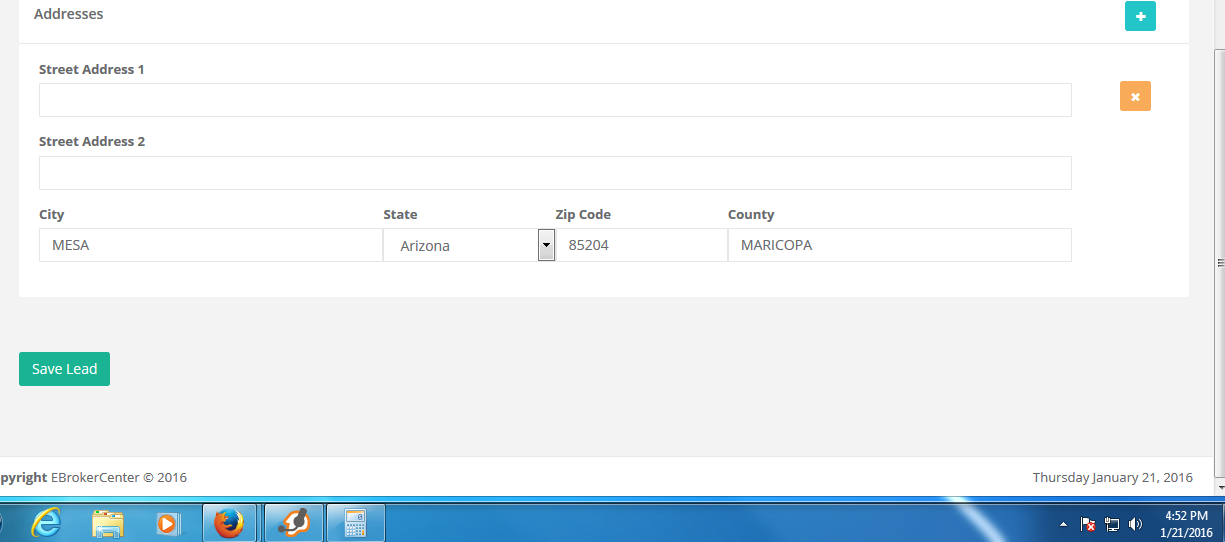 Addresses
Street Address 1
Street Address 2
City State Zip Code County
MESA Arizona 85204 MARICOPA
Save Lead
pyright EBrokerCenter © 2016 Thursday January 21, 2016
4:52 PM
1/21/2016